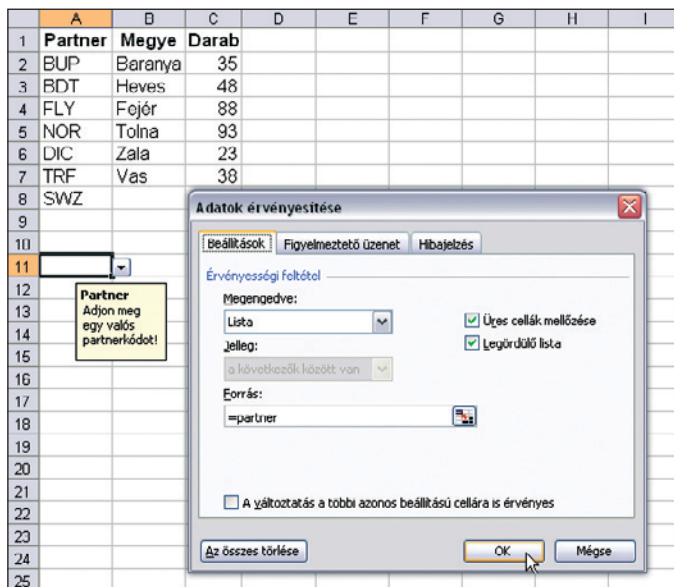 A B C D E F G H I
1 Partner Megye Darab
2 BUP Baranya 35
3 BDT Heves 48
4 FLY Fejér 88
5 NOR Tolna 93
6 DIC Zala 23
7 TRF Vas 38
8 SWZ
9
10
11
12
13
14
15
16
17
18
19
20
21
22
23
24
25
Partner
Adjon meg
egy valós
partnerkódot!
Adatok érvényesítése
Beállítások Figyelmeztető üzenet Hibajelzés
Érvényességi feltétel
Megengedve:
Lista
Üres cellák mellőzése
Legördülő lista
Jelleg:
a következők között van
Forrás:
=partner
A változtatás a többi azonos beállítású cellára is érvényes
Az összes törlése OK Mégse